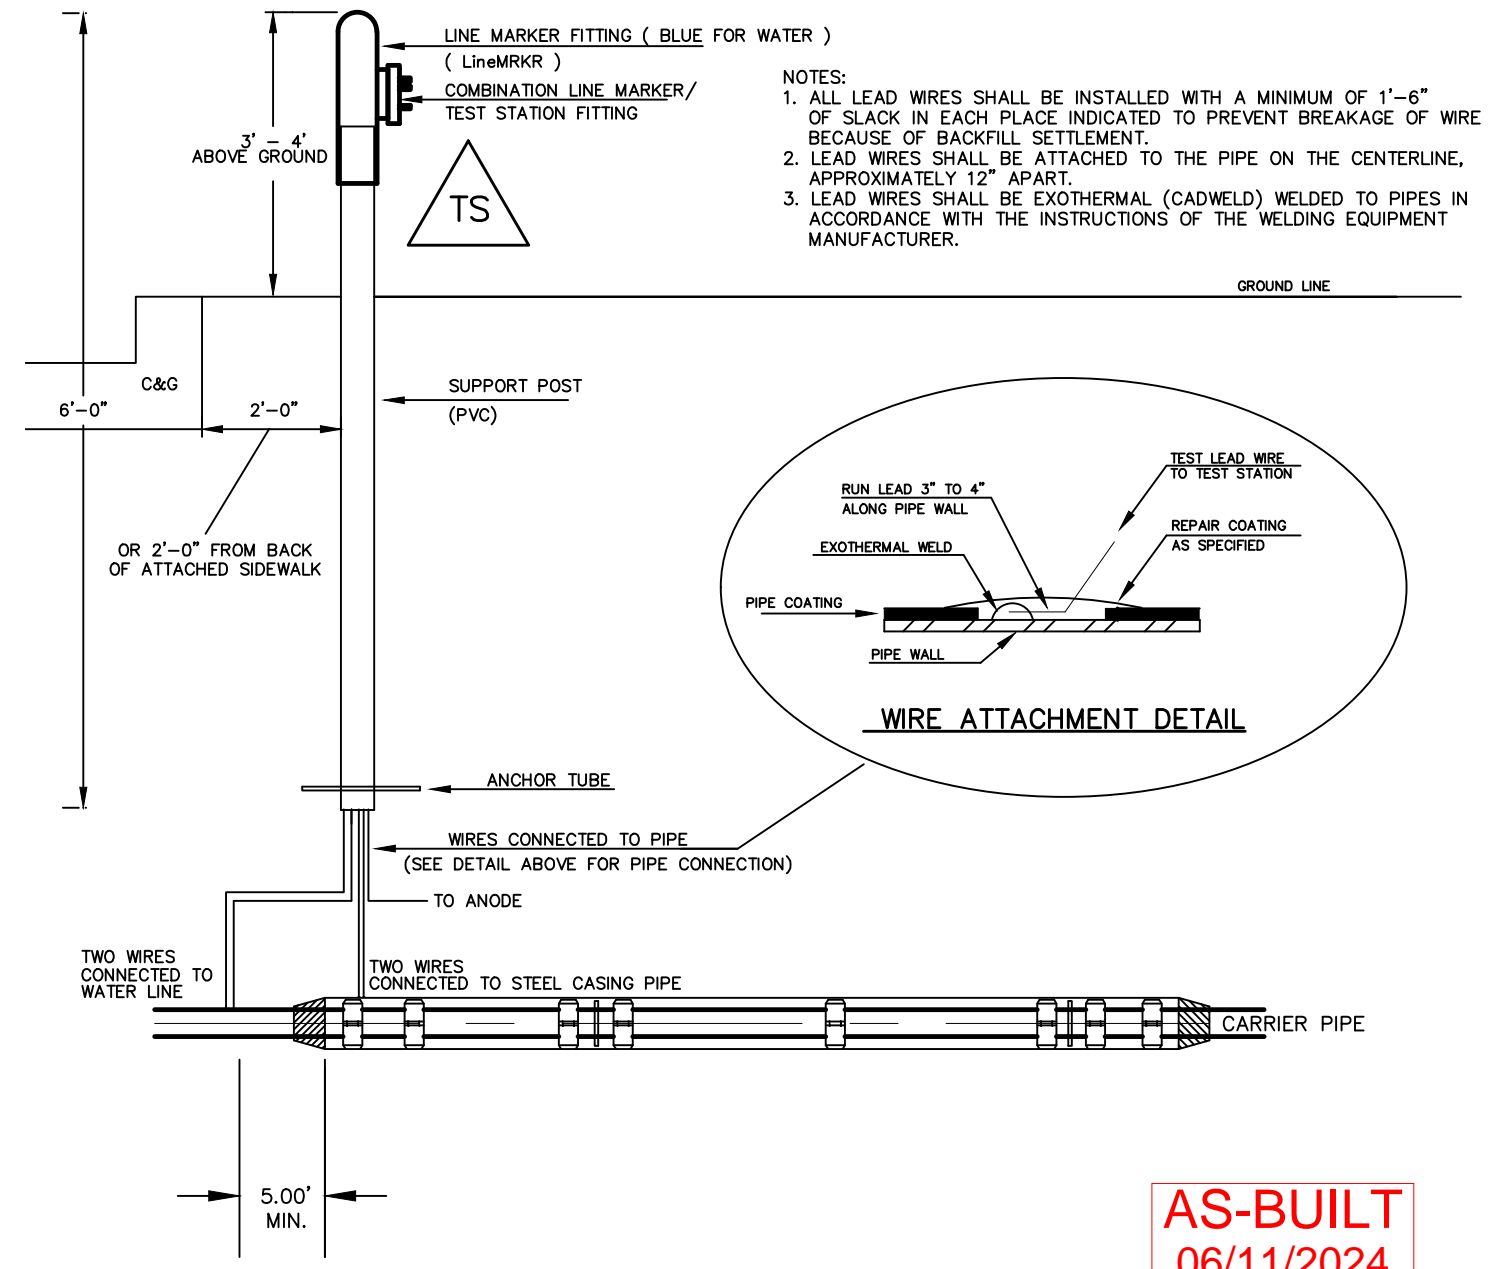 LINE MARKER FITTING ( BLUE FOR WATER )
( LineMRKR )
COMBINATION LINE MARKER/
TEST STATION FITTING
3' - 4'
ABOVE GROUND
TS
NOTES:
1. ALL LEAD WIRES SHALL BE INSTALLED WITH A MINIMUM OF 1'-6"
OF SLACK IN EACH PLACE INDICATED TO PREVENT BREAKAGE OF WIRE
BECAUSE OF BACKFILL SETTLEMENT.
2. LEAD WIRES SHALL BE ATTACHED TO THE PIPE ON THE CENTERLINE,
APPROXIMATELY 12" APART.
3. LEAD WIRES SHALL BE EXOTHERMAL (CADWELD) WELDED TO PIPES IN
ACCORDANCE WITH THE INSTRUCTIONS OF THE WELDING EQUIPMENT
MANUFACTURER.
GROUND LINE
C&G
6'-0"
2'-0"
SUPPORT POST
(PVC)
OR 2'-0" FROM BACK
OF ATTACHED SIDEWALK
TEST LEAD WIRE
TO TEST STATION
RUN LEAD 3" TO 4"
ALONG PIPE WALL
REPAIR COATING
AS SPECIFIED
EXOTHERMAL WELD
PIPE COATING
PIPE WALL
WIRE ATTACHMENT DETAIL
ANCHOR TUBE
WIRES CONNECTED TO PIPE
(SEE DETAIL ABOVE FOR PIPE CONNECTION)
TO ANODE
TWO WIRES
CONNECTED TO
WATER LINE
TWO WIRES
CONNECTED TO STEEL CASING PIPE
CARRIER PIPE
5.00'
MIN.
AS-BUILT
06/11/2024